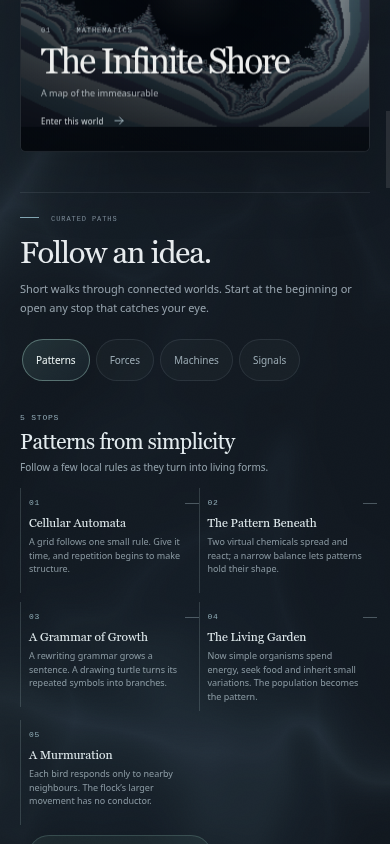 01 MATHEMATICS
The Infinite Shore
A map of the immeasurable
Enter this world →
CURATED PATHS
Follow an idea.
Short walks through connected worlds. Start at the beginning or
open any stop that catches your eye.
Patterns Forces Machines Signals
5 STOPS
Patterns from simplicity
Follow a few local rules as they turn into living forms.
01
Cellular Automata
A grid follows one small rule. Give it
time, and repetition begins to make
structure.
02
The Pattern Beneath
Two virtual chemicals spread and
react; a narrow balance lets patterns
hold their shape.
03
A Grammar of Growth
A rewriting grammar grows a
sentence. A drawing turtle turns its
repeated symbols into branches.
04
The Living Garden
Now simple organisms spend
energy, seek food and inherit small
variations. The population becomes
the pattern.
05
A Murmuration
Each bird responds only to nearby
neighbours. The flock's larger
movement has no conductor.